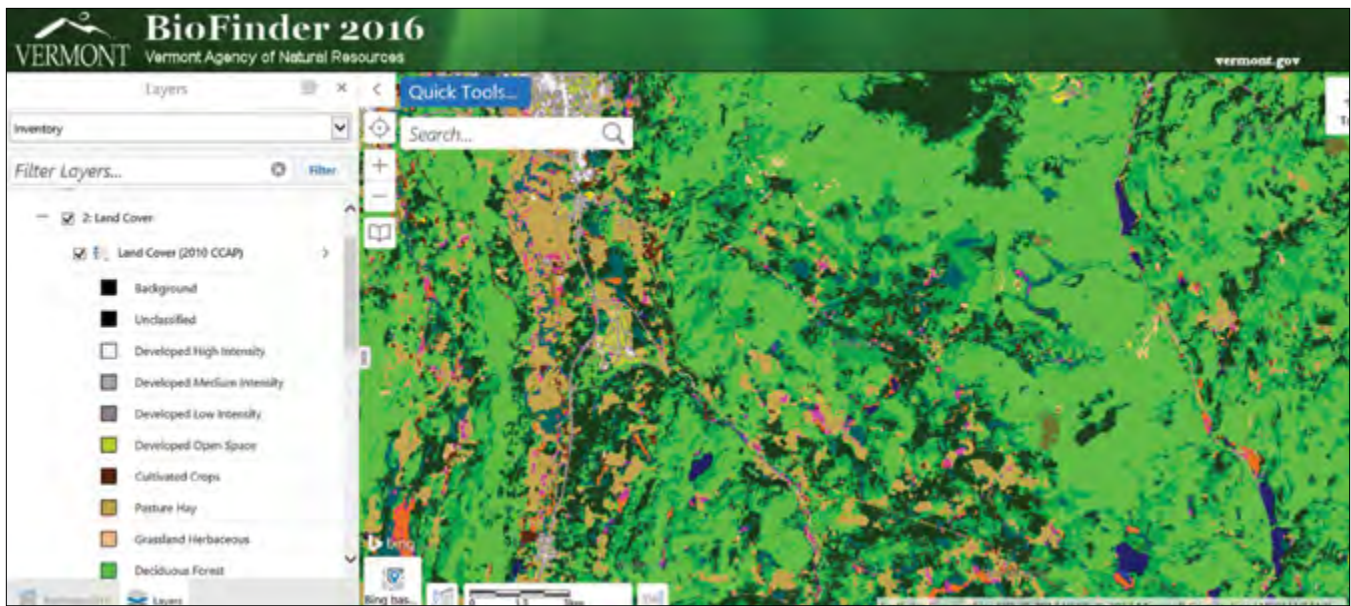 BioFinder 2016
VERMONT
Vermont Agency of Natural Resources
vermont.gov
Layers
Quick Tools...
Inventory
Search...
Filter Layers...
Filter
2: Land Cover
Land Cover (2010 CCAP)
Background
Unclassified
Developed High Intensity
Developed Medium Intensity
Developed Low Intensity
Developed Open Space
Cultivated Crops
Pasture Hay
Grassland Herbaceous
Deciduous Forest
bing
Bing bas...
Layers